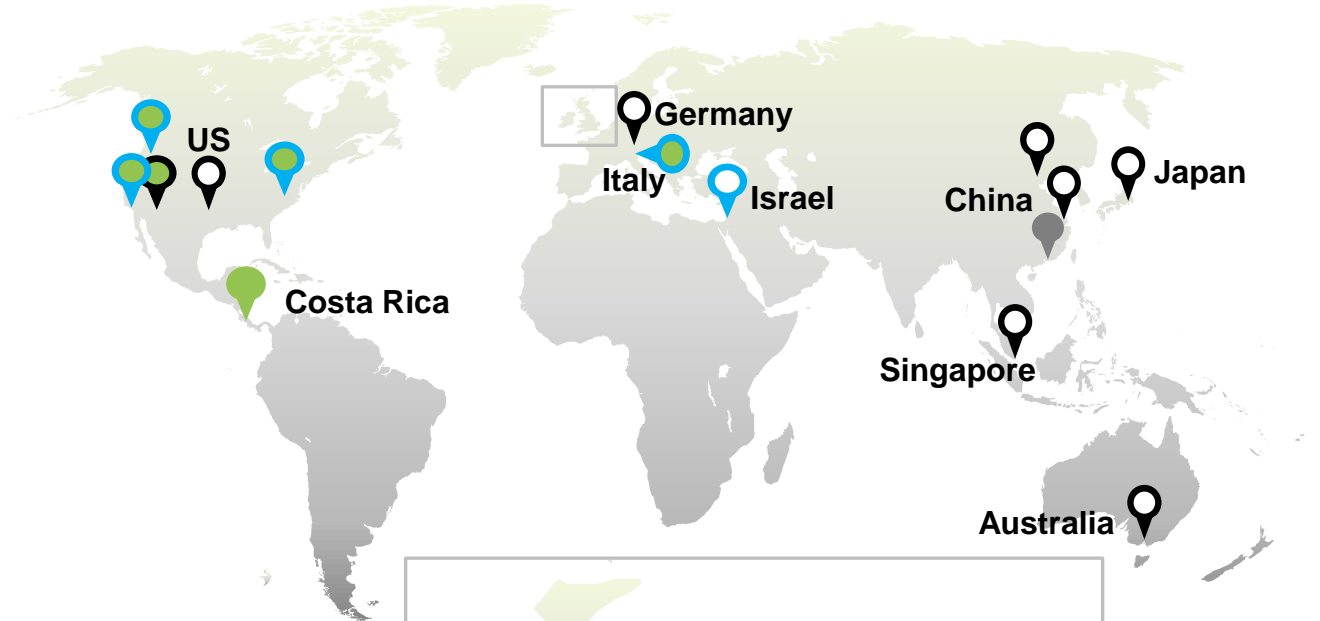 Germany
US
Italy
Israel
Japan
China
Costa Rica
Singapore
Australia